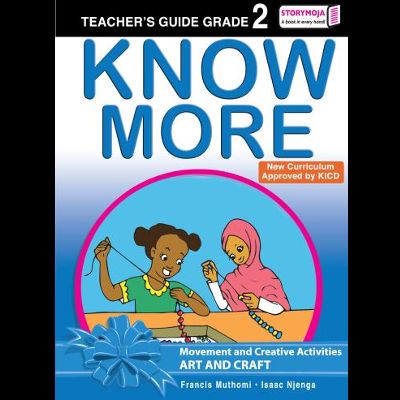 TEACHER'S GUIDE GRADE 2
STORYMOJA
A book in every hand!
KNOW
MORE
New Curriculum
Approved by KICD
Movement and Creative Activities
ART AND CRAFT
Francis Muthomi • Isaac Njenga